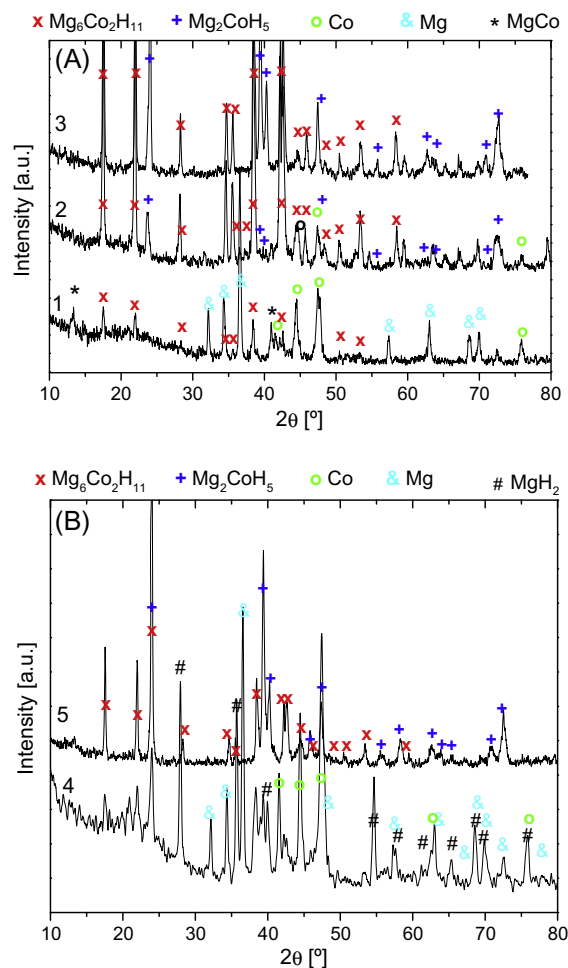 x Mg₆Co₂H₁₁ + Mg₂CoH₅ o Co & Mg * MgCo
(A)
3
2
1
Intensity [a.u.]
10 20 30 40 50 60 70 80
2θ [º]
x Mg₆Co₂H₁₁ + Mg₂CoH₅ o Co & Mg # MgH₂
(B)
5
4
Intensity [a.u.]
10 20 30 40 50 60 70 80
2θ [º]